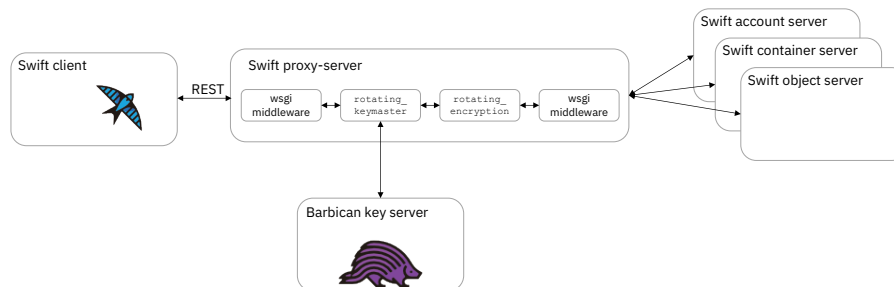 Swift client
REST
Swift proxy-server
wsgi
middleware
rotating_
keymaster
rotating_
encryption
wsgi
middleware
Swift account server
Swift container server
Swift object server
Barbican key server